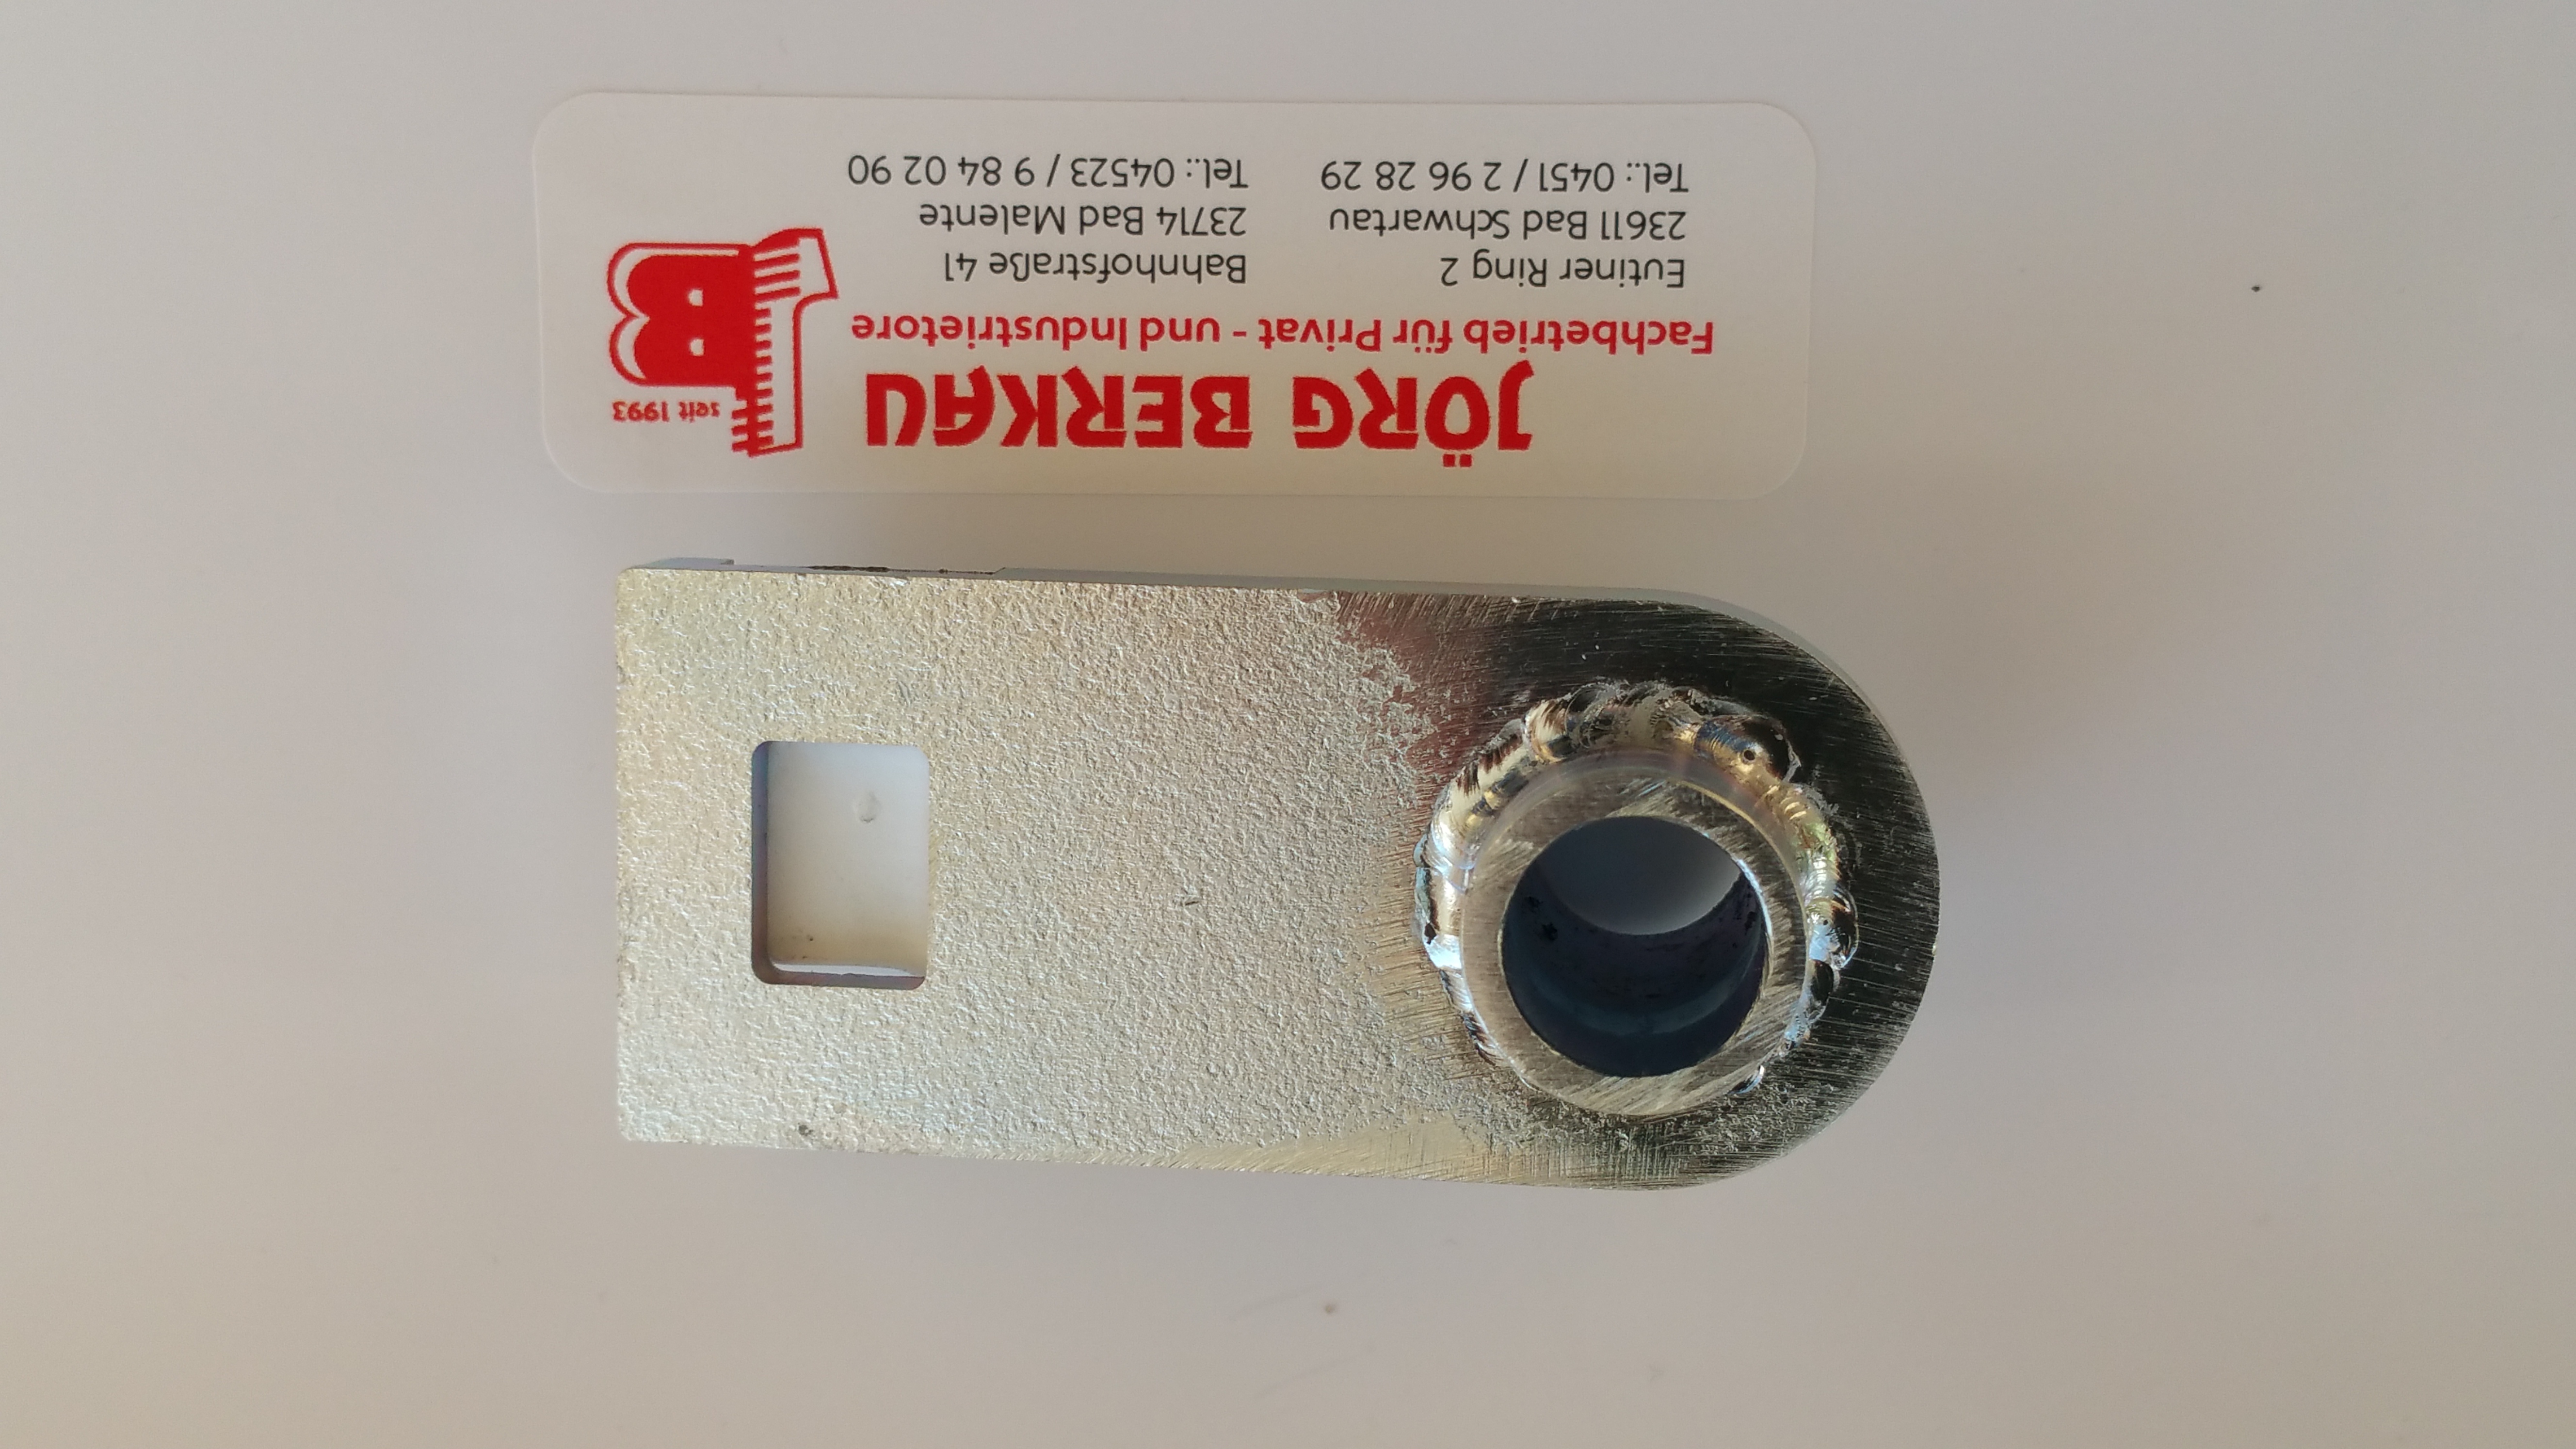 JÖRG BERKAU
seit 1993
Fachbetrieb für Privat - und Industrietore
Eutiner Ring 2
23611 Bad Schwartau
Tel.: 0451 / 2 96 28 29
Bahnhofstraße 41
23714 Bad Malente
Tel.: 04523 / 9 84 02 90
B